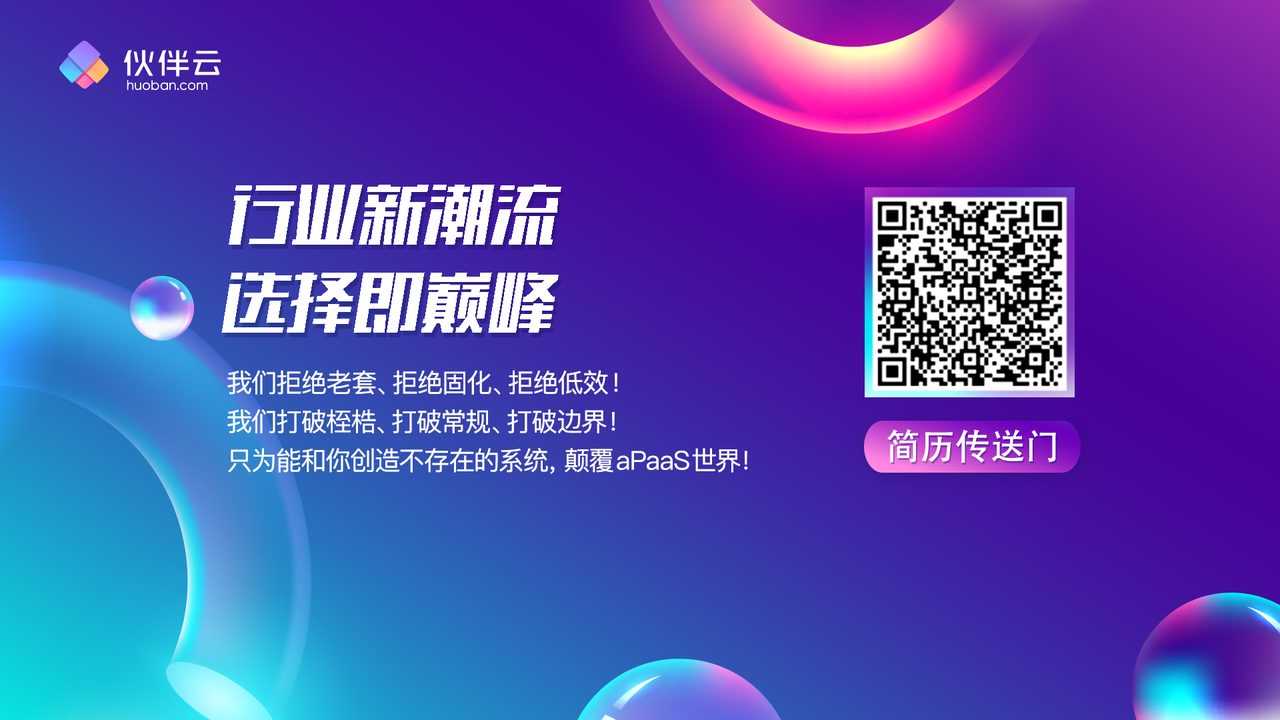 伙伴云
huoban.com
行业新潮流
选择即巅峰
我们拒绝老套、拒绝固化、拒绝低效！
我们打破桎梏、打破常规、打破边界！
只为能和你创造不存在的系统，颠覆aPaaS世界！
简历传送门